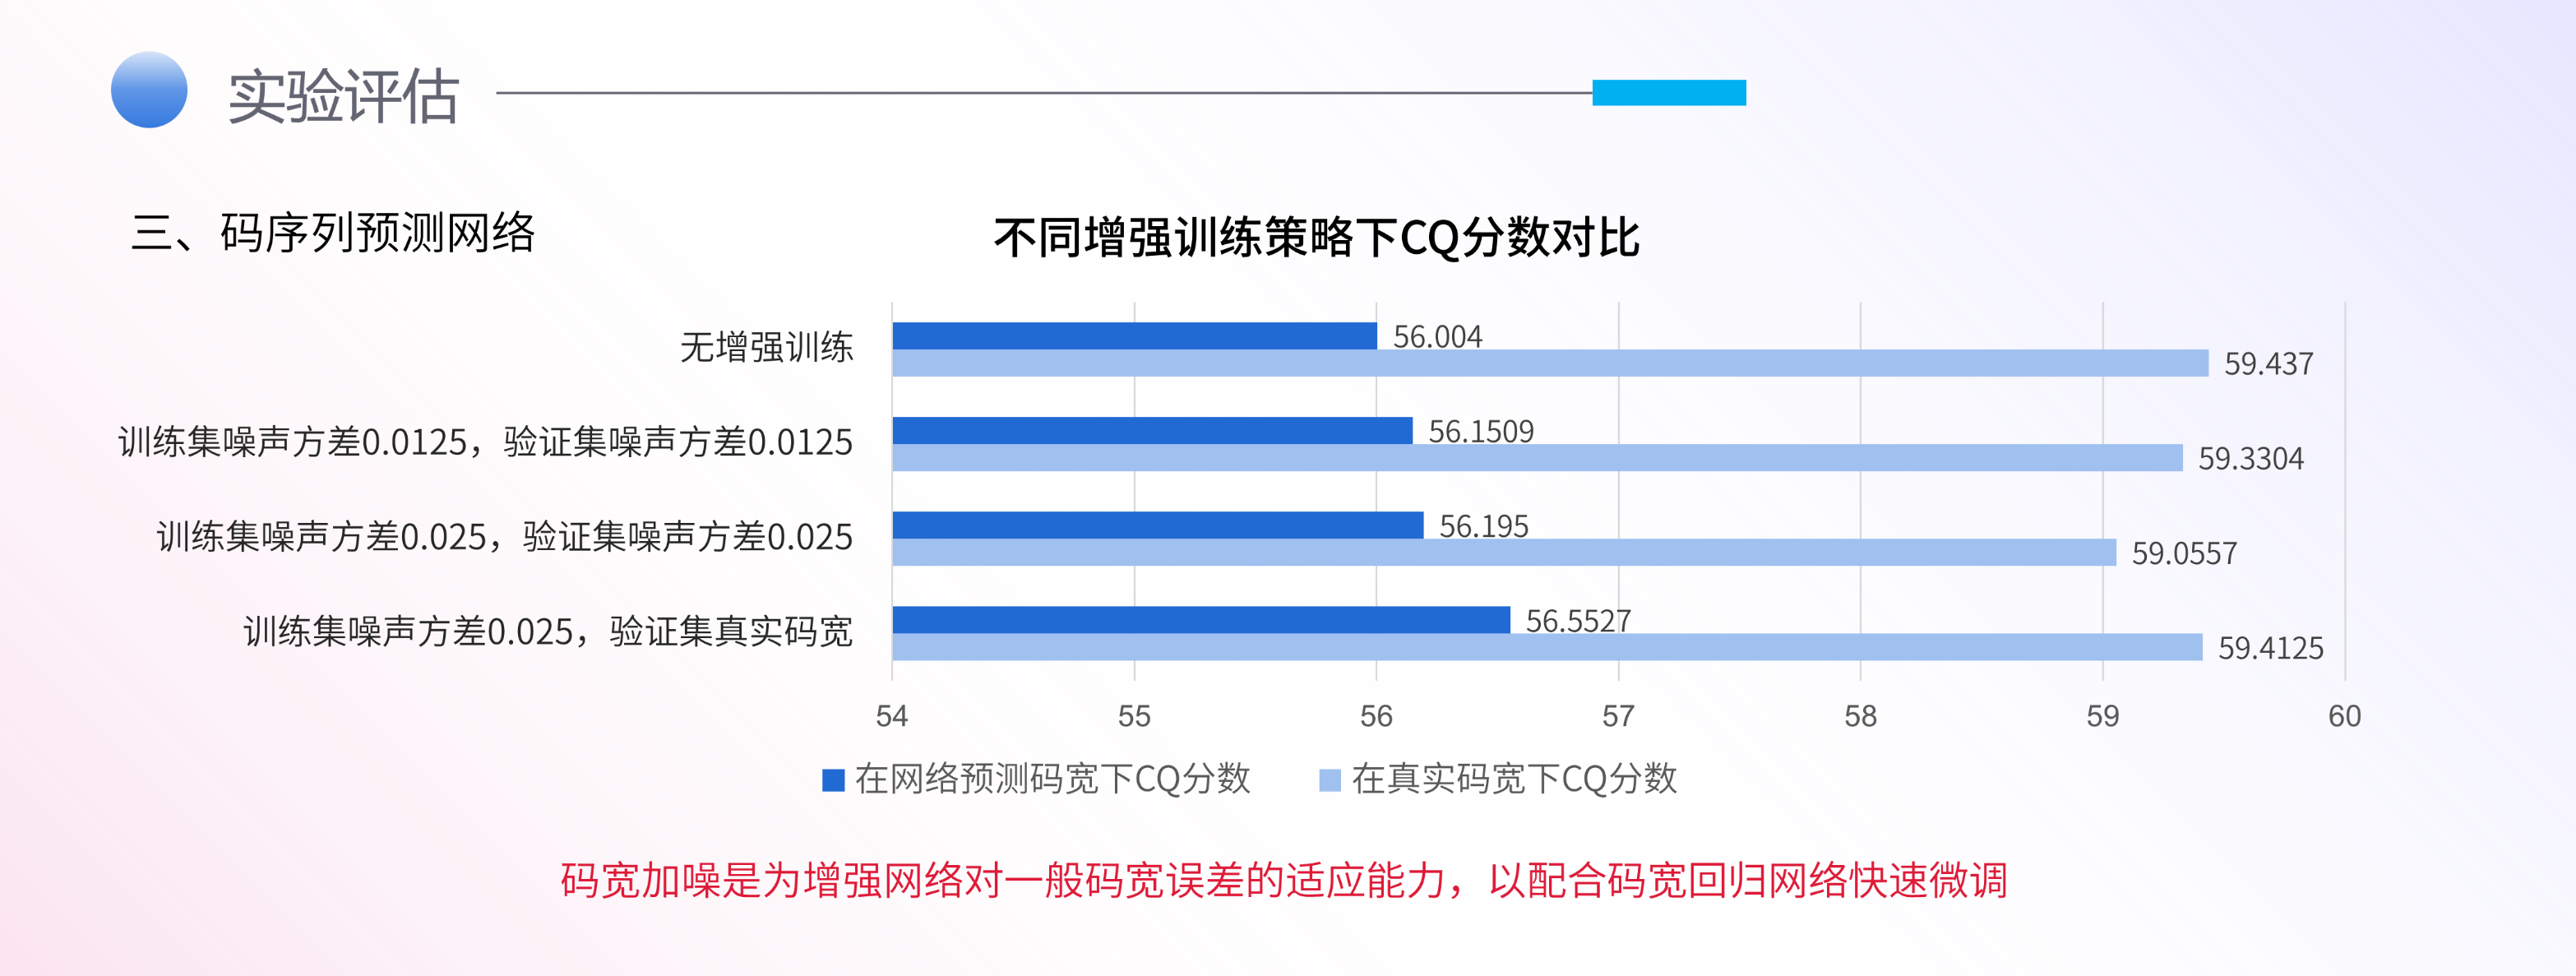 实验评估
三、码序列预测网络
不同增强训练策略下CQ分数对比
无增强训练
56.004
59.437
训练集噪声方差0.0125，验证集噪声方差0.0125
56.1509
59.3304
训练集噪声方差0.025，验证集噪声方差0.025
56.195
59.0557
训练集噪声方差0.025，验证集真实码宽
56.5527
59.4125
54 55 56 57 58 59 60
在网络预测码宽下CQ分数 在真实码宽下CQ分数
码宽加噪是为增强网络对一般码宽误差的适应能力，以配合码宽回归网络快速微调